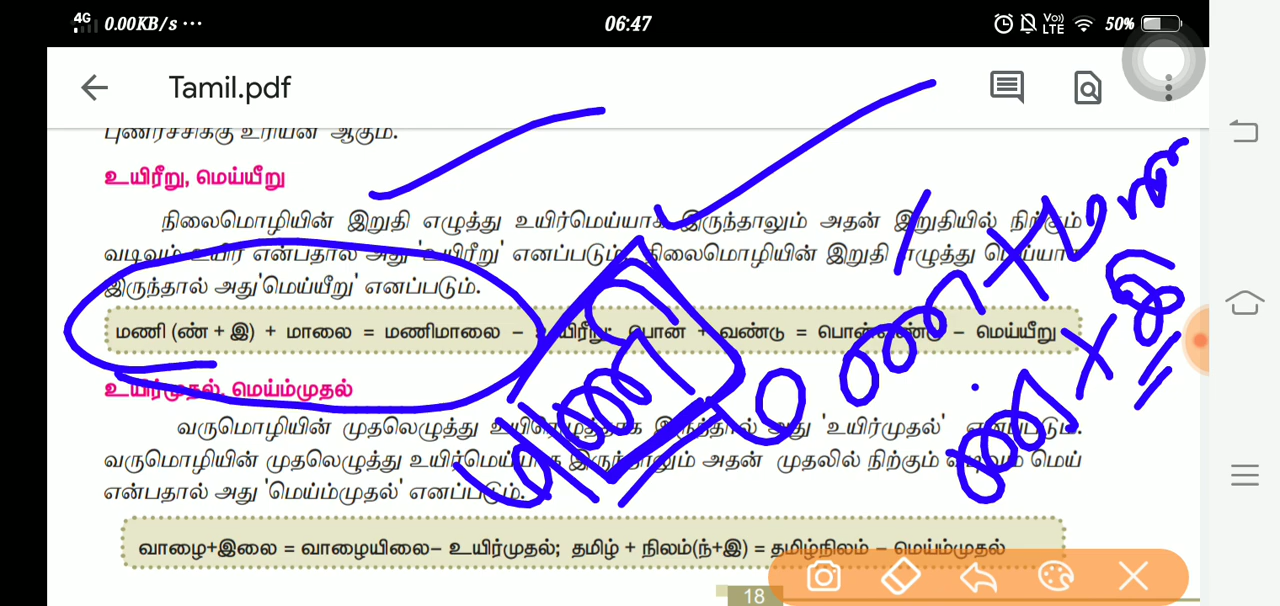 4G 0.00KB/s ··· 06:47 Vo)) LTE 50%
Tamil.pdf
புணர்ச்சிக்கு உரியன ஆகும்.
உயிரீறு, மெய்யீறு
நிலைமொழியின் இறுதி எழுத்து உயிர்மெய்யாக இருந்தாலும் அதன் இறுதியில் நிற்கும்
வடிவம் உயிர் என்பதால் அது 'உயிரீறு' எனப்படும். நிலைமொழியின் இறுதி எழுத்து மெய்யாக
இருந்தால் அது'மெய்யீறு' எனப்படும்.
மணி (ண் + இ) + மாலை = மணிமாலை – உயிரீறு; பொன் + வண்டு = பொன்வண்டு – மெய்யீறு
உயிர்முதல், மெய்ம்முதல்
வருமொழியின் முதலெழுத்து உயிரெழுத்தாக இருந்தால் அது 'உயிர்முதல்' எனப்படும்.
வருமொழியின் முதலெழுத்து உயிர்மெய்யாக இருந்தாலும் அதன் முதலில் நிற்கும் வடிவம் மெய்
என்பதால் அது 'மெய்ம்முதல்' எனப்படும்.
வாழை+இலை = வாழையிலை– உயிர்முதல்; தமிழ் + நிலம்(ந்+இ) = தமிழ்நிலம் – மெய்ம்முதல்
18